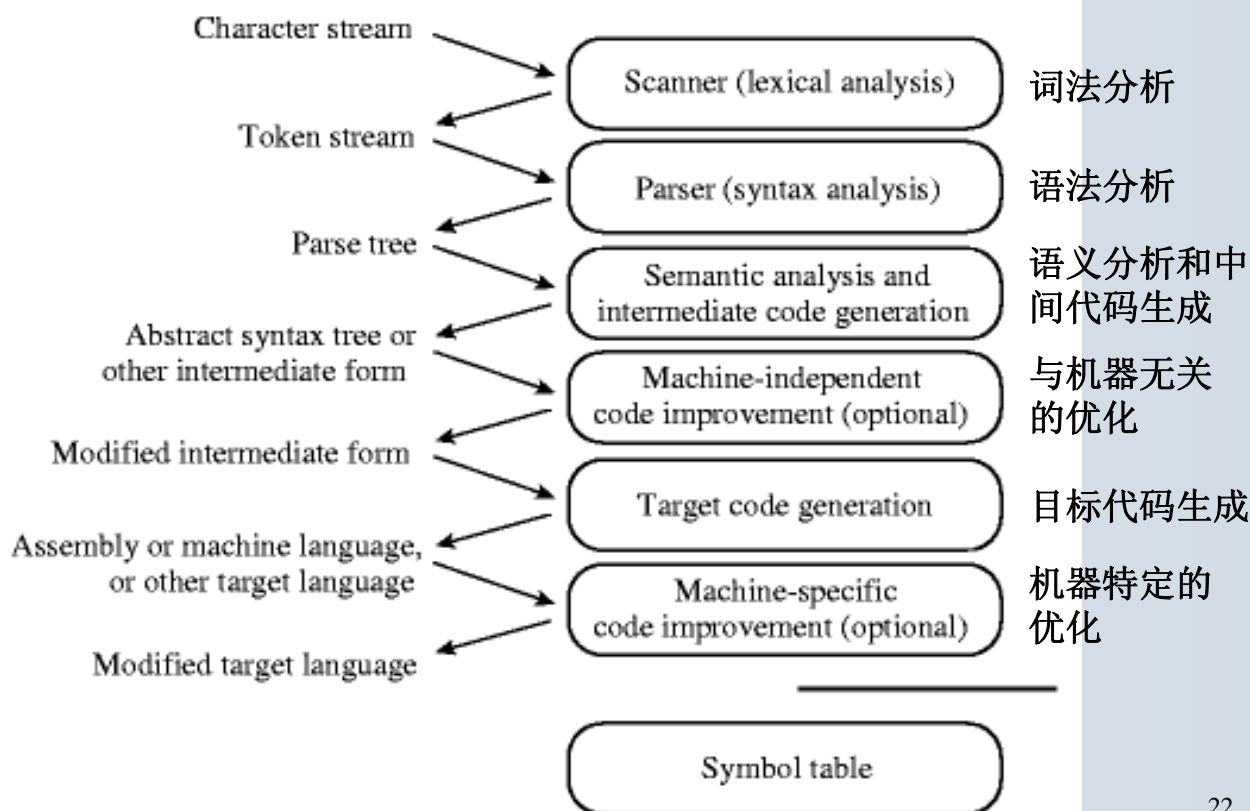 Character stream
Scanner (lexical analysis)
词法分析
Token stream
Parser (syntax analysis)
语法分析
Parse tree
Semantic analysis and
intermediate code generation
语义分析和中
间代码生成
Abstract syntax tree or
other intermediate form
Machine-independent
code improvement (optional)
与机器无关
的优化
Modified intermediate form
Target code generation
目标代码生成
Assembly or machine language,
or other target language
Machine-specific
code improvement (optional)
机器特定的
优化
Modified target language
Symbol table
22